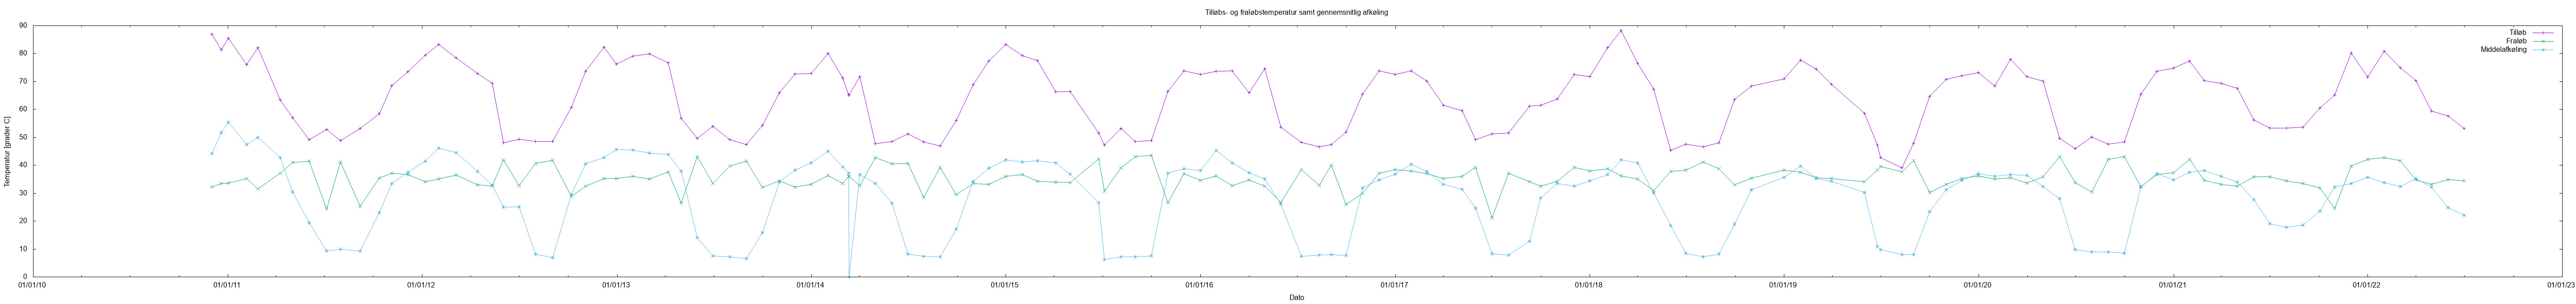 Tilløbs- og fraløbstemperatur samt gennemsnitlig afkøling
90
80
70
60
50
40
30
20
10
0
Temperatur [grader C]
Tilløb
Fraløb
Middelafkøling
01/01/10 01/01/11 01/01/12 01/01/13 01/01/14 01/01/15 01/01/16 01/01/17 01/01/18 01/01/19 01/01/20 01/01/21 01/01/22 01/01/23
Dato